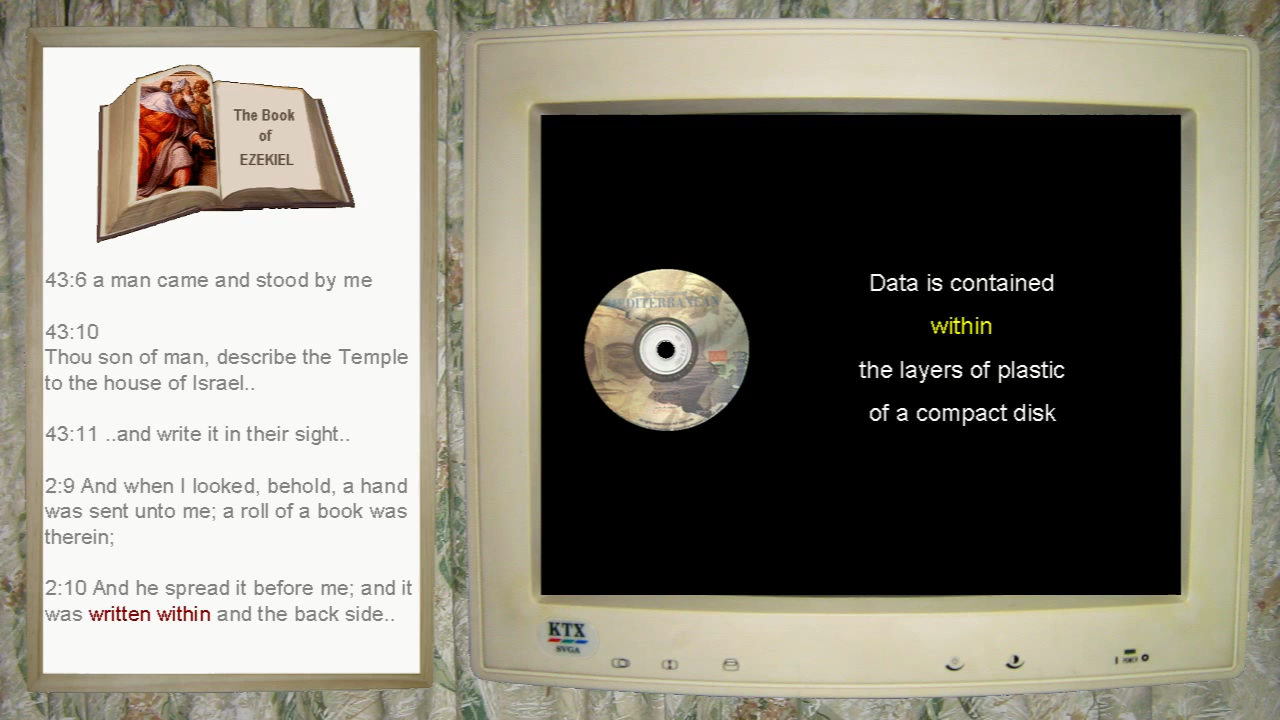 The Book
of
EZEKIEL
43:6 a man came and stood by me
43:10
Thou son of man, describe the Temple
to the house of Israel..
43:11 ..and write it in their sight..
2:9 And when I looked, behold, a hand
was sent unto me; a roll of a book was
therein;
2:10 And he spread it before me; and it
was written within and the back side..
MEDITERRANEAN
Data is contained
within
the layers of plastic
of a compact disk
KTX
SVGA
POWER